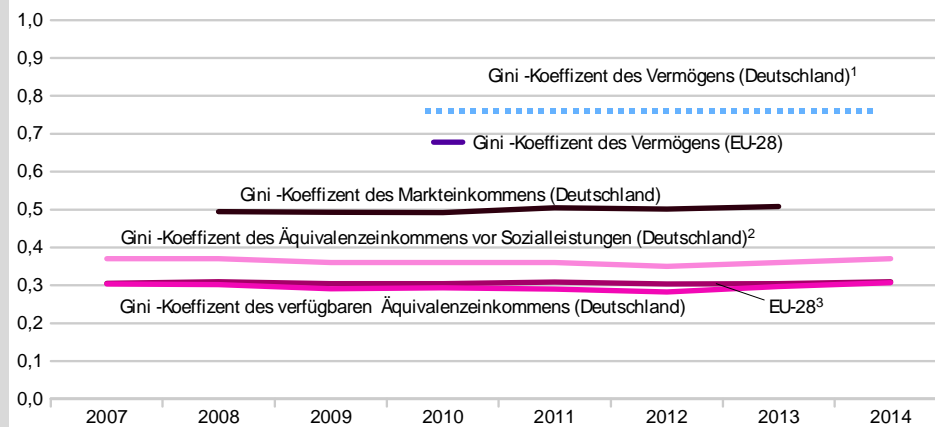 1,0
0,9
Gini -Koeffizent des Vermögens (Deutschland)¹
0,8
0,7
Gini -Koeffizent des Vermögens (EU-28)
0,6
Gini -Koeffizent des Markteinkommens (Deutschland)
0,5
Gini -Koeffizent des Äquivalenzeinkommens vor Sozialleistungen (Deutschland)²
0,4
0,3
Gini -Koeffizent des verfügbaren Äquivalenzeinkommens (Deutschland)
EU-28³
0,2
0,1
0,0
2007 2008 2009 2010 2011 2012 2013 2014